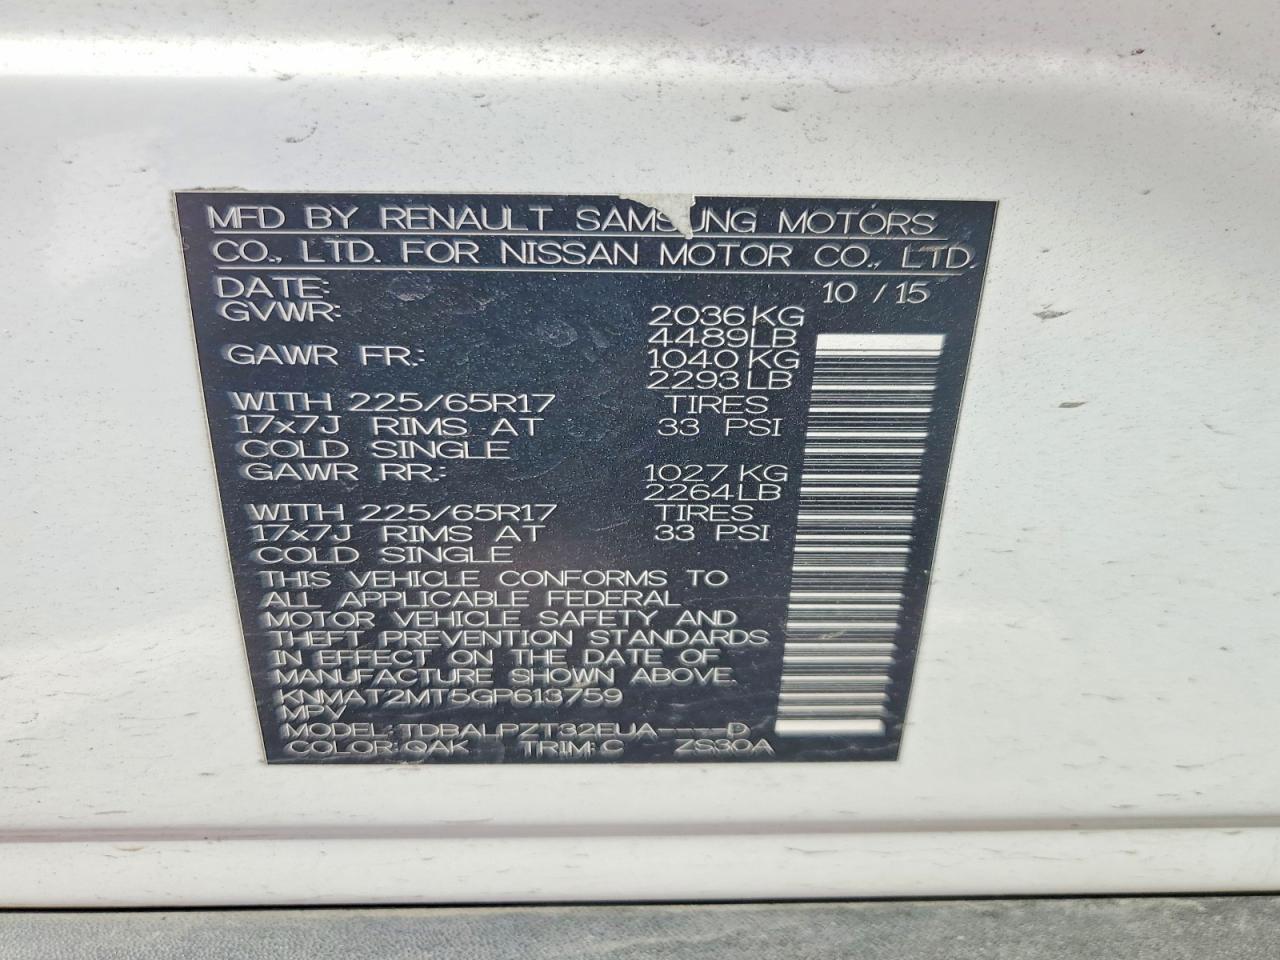 MFD BY RENAULT SAMSUNG MOTORS
CO., LTD. FOR NISSAN MOTOR CO., LTD.
DATE: 10 / 15
GVWR: 2036 KG
4489 LB
GAWR FR.: 1040 KG
2293 LB
WITH 225/65R17 TIRES
17x7J RIMS AT 33 PSI
COLD SINGLE
GAWR RR.: 1027 KG
2264 LB
WITH 225/65R17 TIRES
17x7J RIMS AT 33 PSI
COLD SINGLE
THIS VEHICLE CONFORMS TO
ALL APPLICABLE FEDERAL
MOTOR VEHICLE SAFETY AND
THEFT PREVENTION STANDARDS
IN EFFECT ON THE DATE OF
MANUFACTURE SHOWN ABOVE.
KNMAT2MT5GP613759
MPV
MODEL: TDBALPZT32EUA----D
COLOR: QAK TRIM: C ZS30A